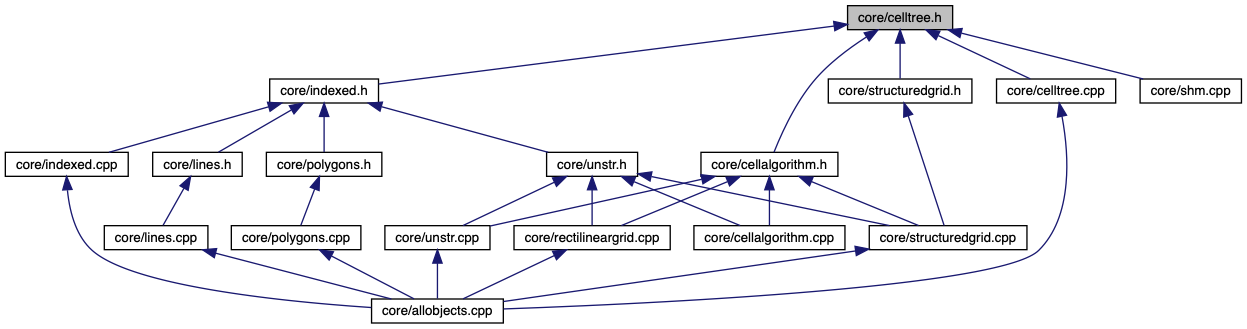 core/celltree.h
core/indexed.h
core/structuredgrid.h
core/celltree.cpp
core/shm.cpp
core/indexed.cpp
core/lines.h
core/polygons.h
core/unstr.h
core/cellalgorithm.h
core/lines.cpp
core/polygons.cpp
core/unstr.cpp
core/rectilineargrid.cpp
core/cellalgorithm.cpp
core/structuredgrid.cpp
core/allobjects.cpp